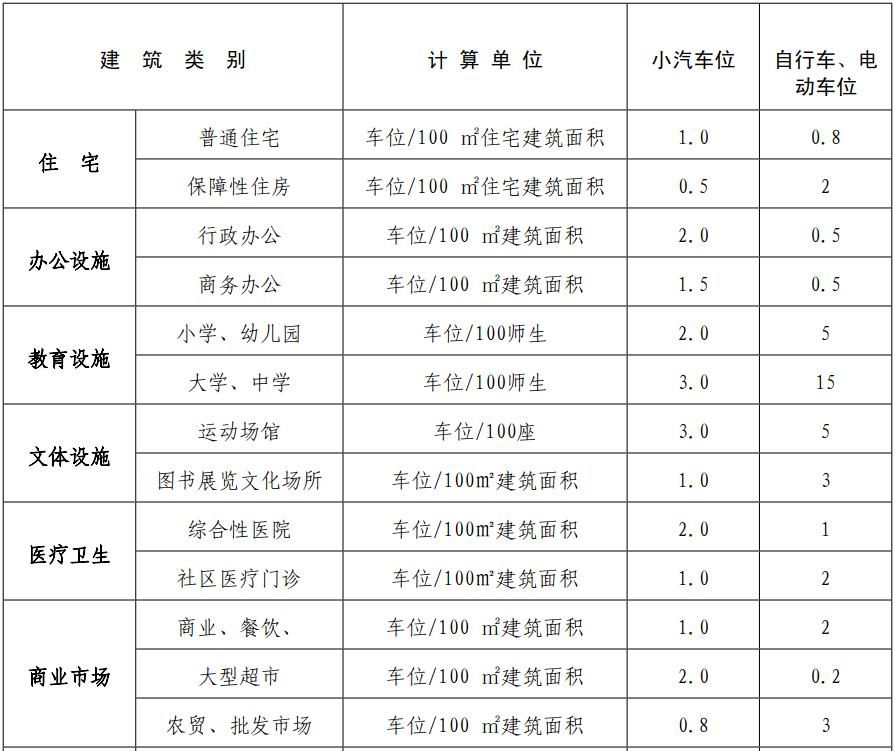 建 筑 类 别 计 算 单 位 小汽车位 自行车、电
动车位
住 宅 普通住宅 车位/100 ㎡住宅建筑面积 1.0 0.8
保障性住房 车位/100 ㎡住宅建筑面积 0.5 2
办公设施 行政办公 车位/100 ㎡建筑面积 2.0 0.5
商务办公 车位/100 ㎡建筑面积 1.5 0.5
教育设施 小学、幼儿园 车位/100师生 2.0 5
大学、中学 车位/100师生 3.0 15
文体设施 运动场馆 车位/100座 3.0 5
图书展览文化场所 车位/100㎡建筑面积 1.0 3
医疗卫生 综合性医院 车位/100㎡建筑面积 2.0 1
社区医疗门诊 车位/100㎡建筑面积 1.0 2
商业市场 商业、餐饮、 车位/100 ㎡建筑面积 1.0 2
大型超市 车位/100 ㎡建筑面积 2.0 0.2
农贸、批发市场 车位/100 ㎡建筑面积 0.8 3